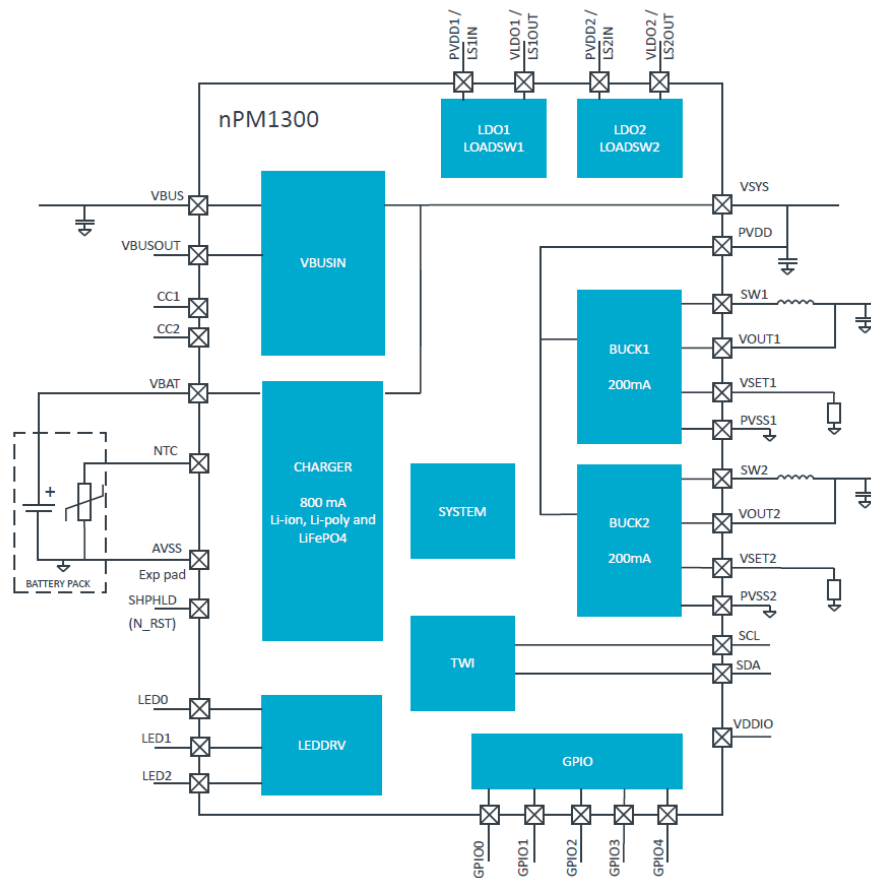 PVDD1 /
LS1IN
VLDO1 /
LS1OUT
PVDD2 /
LS2IN
VLDO2 /
LS2OUT
nPM1300
LDO1
LOADSW1
LDO2
LOADSW2
VBUS
VBUSOUT
CC1
CC2
VBUSIN
VSYS
PVDD
SW1
VOUT1
VSET1
PVSS1
BUCK1
200mA
VBAT
NTC
AVSS
Exp pad
SHPHLD
(N_RST)
+
BATTERY PACK
CHARGER
800 mA
Li-ion, Li-poly and
LiFePO4
SYSTEM
BUCK2
200mA
SW2
VOUT2
VSET2
PVSS2
TWI
SCL
SDA
VDDIO
LED0
LED1
LED2
LEDDRV
GPIO
GPIO00
GPIO1
GPIO2
GPIO3
GPIO4